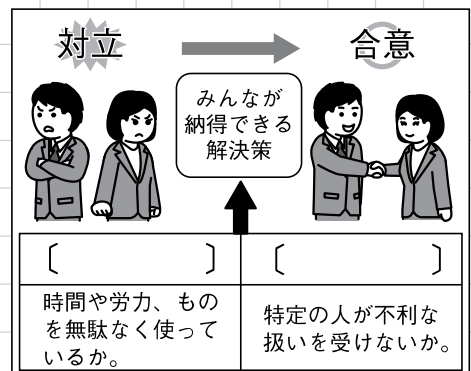 対立
合意
みんなが
納得できる
解決策
〔　　　　　　　〕
〔　　　　　　　〕
時間や労力、もの
を無駄なく使って
いるか。
特定の人が不利な
扱いを受けないか。